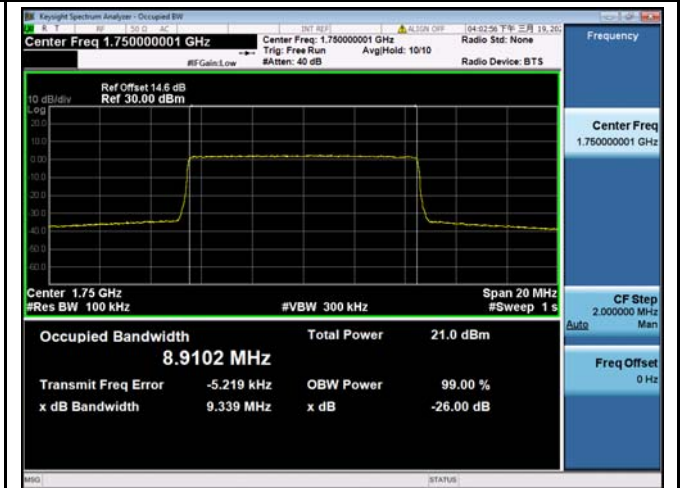 Keysight Spectrum Analyzer - Occupied BW
R T RF 50 Ω AC INT REF ALIGN OFF 04:02:56 下午 三月 19, 20
Center Freq 1.750000001 GHz
Center Freq: 1.750000001 GHz
Radio Std: None
Trig: Free Run Avg|Hold: 10/10
#IFGain:Low #Atten: 40 dB Radio Device: BTS
Ref Offset 14.6 dB
10 dB/div Ref 30.00 dBm
Log
20.0
10.0
0.00
-10.0
-20.0
-30.0
-40.0
-50.0
-60.0
Center 1.75 GHz Span 20 MHz
#Res BW 100 kHz #VBW 300 kHz #Sweep 1 s
Occupied Bandwidth Total Power 21.0 dBm
8.9102 MHz
Transmit Freq Error -5.219 kHz OBW Power 99.00 %
x dB Bandwidth 9.339 MHz x dB -26.00 dB
MSG STATUS
Frequency
Center Freq
1.750000001 GHz
CF Step
2.000000 MHz
Auto Man
Freq Offset
0 Hz